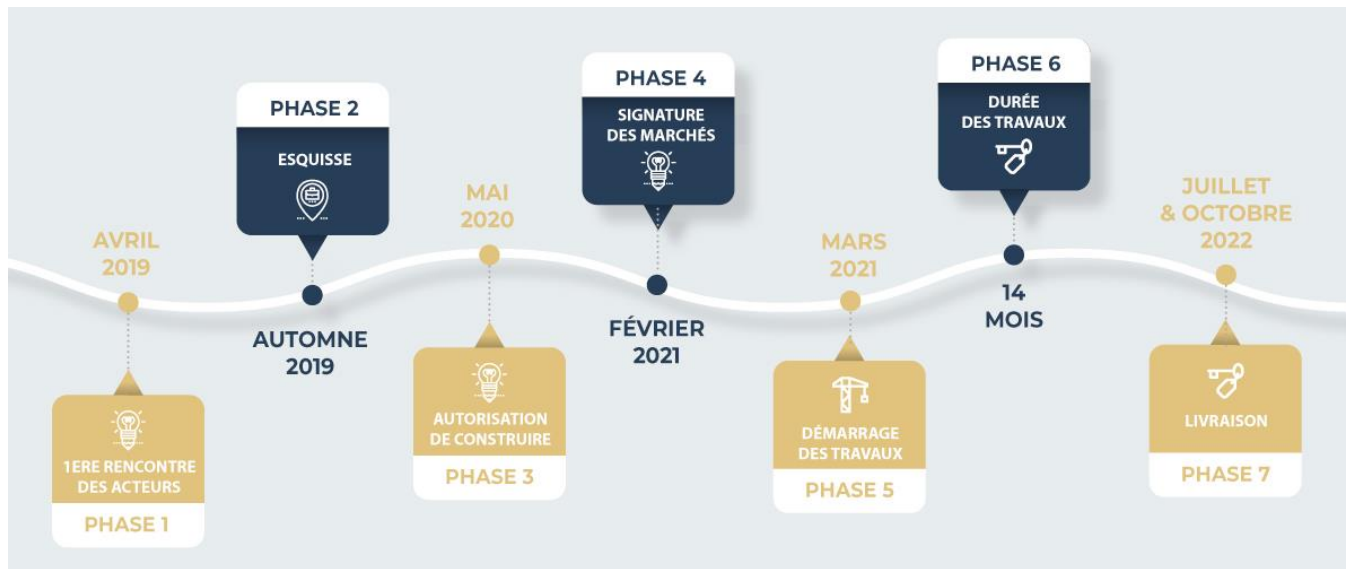 AVRIL
2019
1ERE RENCONTRE
DES ACTEURS
PHASE 1
PHASE 2
ESQUISSE
AUTOMNE
2019
MAI
2020
AUTORISATION
DE CONSTRUIRE
PHASE 3
PHASE 4
SIGNATURE
DES MARCHÉS
FÉVRIER
2021
MARS
2021
DÉMARRAGE
DES TRAVAUX
PHASE 5
PHASE 6
DURÉE
DES TRAVAUX
14
MOIS
JUILLET
& OCTOBRE
2022
LIVRAISON
PHASE 7